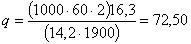 q = (1000·60·2)16,3 / (14,2·1900) = 72,50